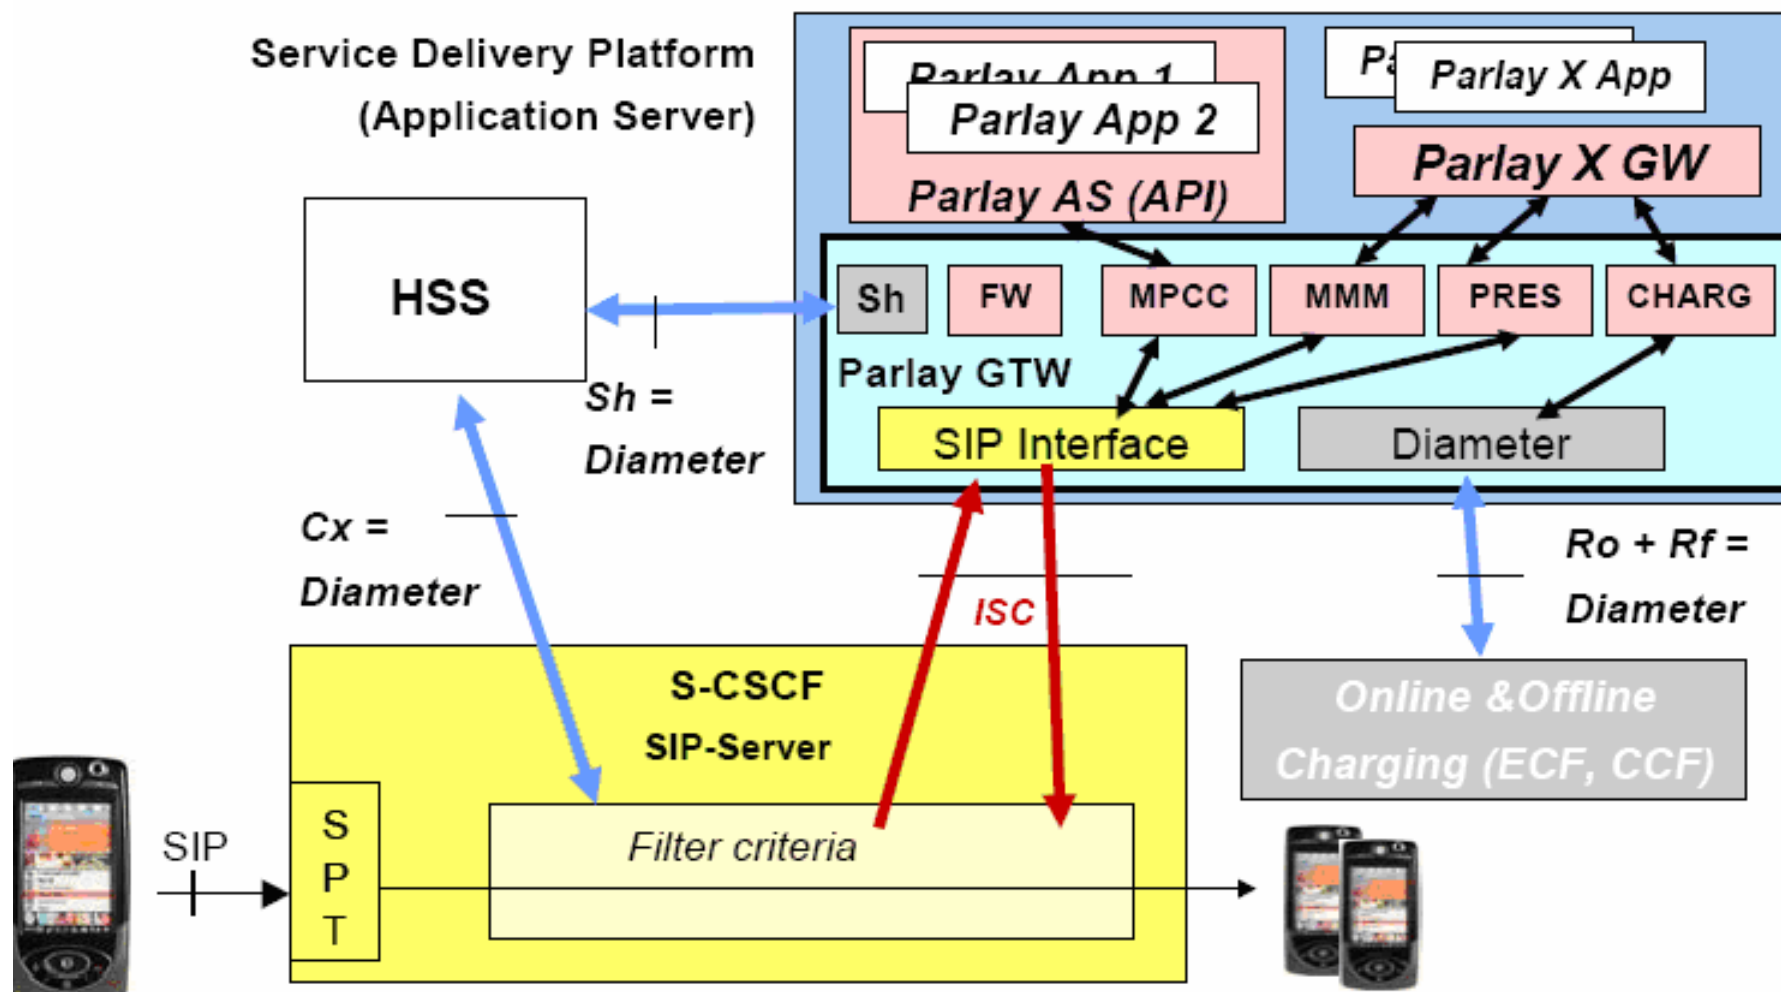 Service Delivery Platform
(Application Server)
Parlay App 1
Parlay App 2
Parlay AS (API)
Pa
Parlay X App
Parlay X GW
HSS
Sh
FW
MPCC
MMM
PRES
CHARG
Parlay GTW
SIP Interface
Diameter
Sh =
Diameter
Cx =
Diameter
ISC
Ro + Rf =
Diameter
S-CSCF
SIP-Server
Online &Offline
Charging (ECF, CCF)
SIP
S
P
T
Filter criteria